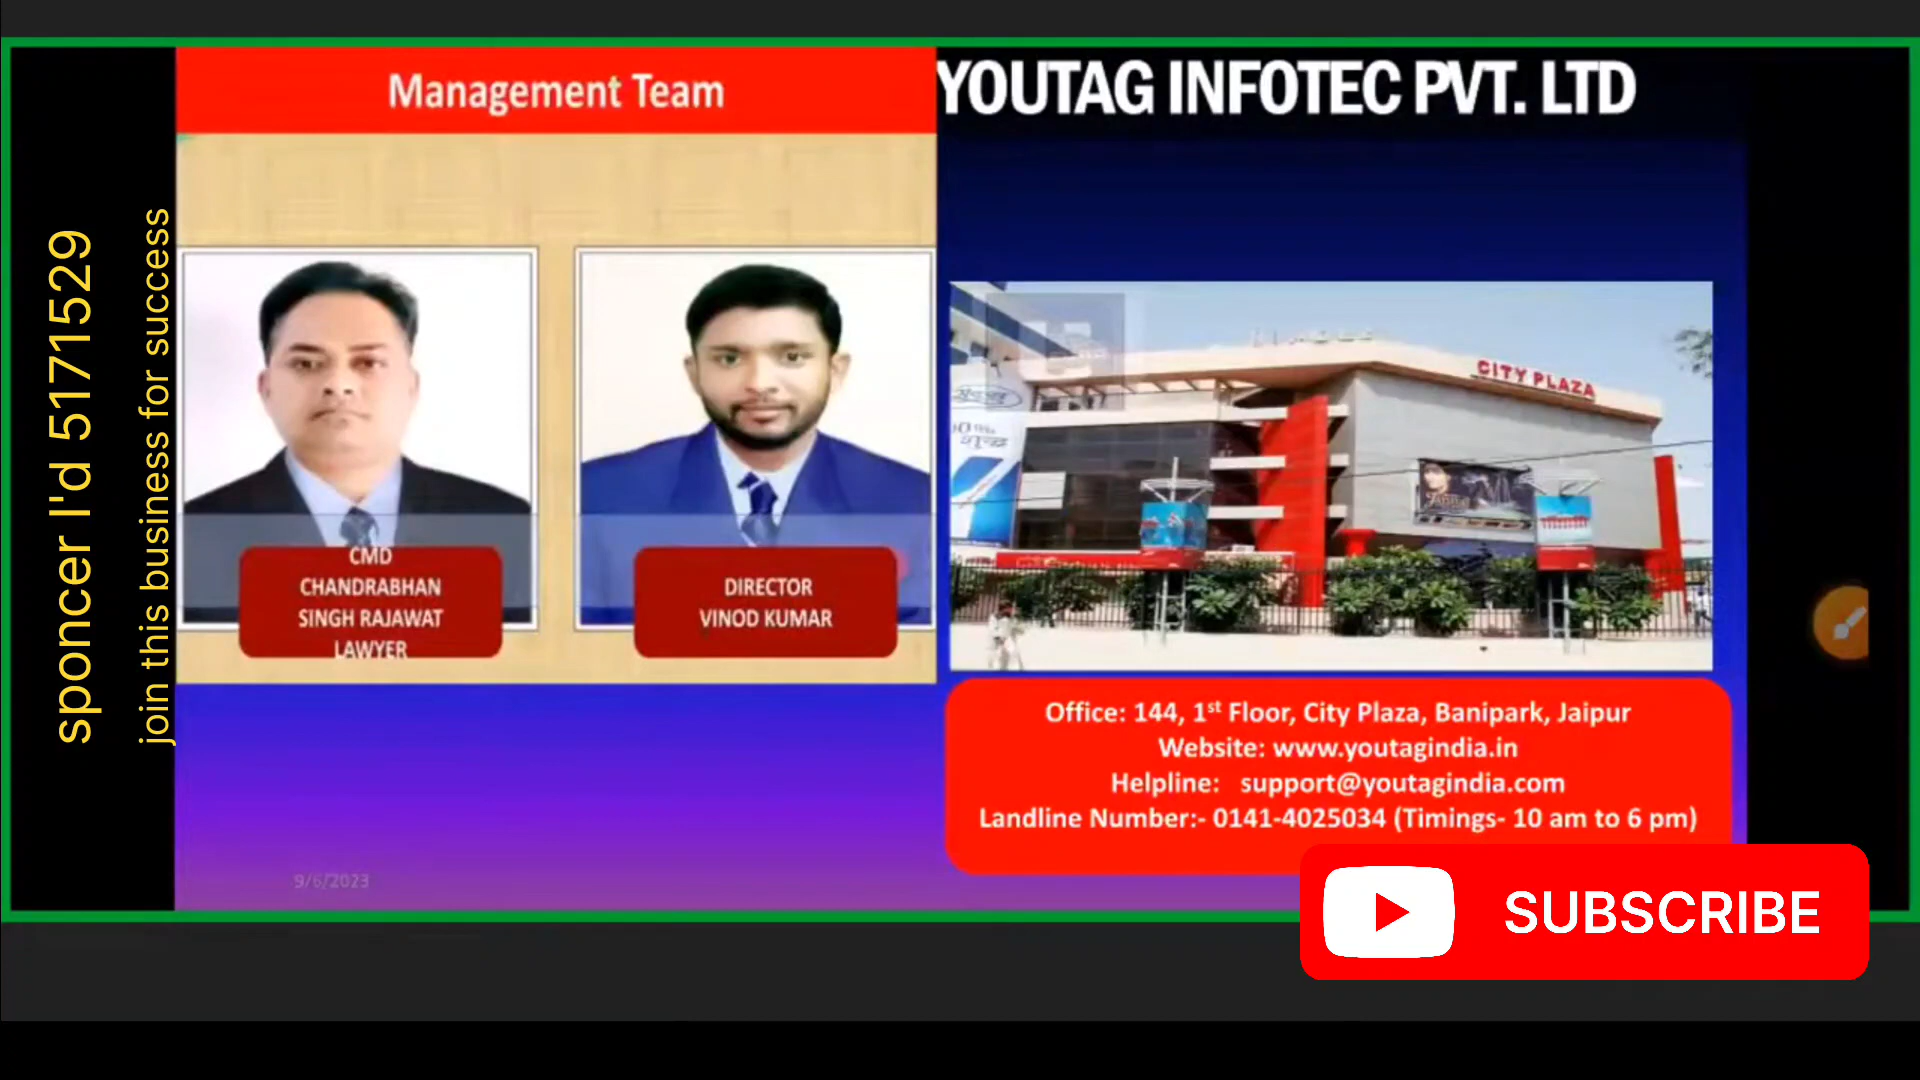 sponcer I'd 5171529
join this business for success
Management Team
CMD
CHANDRABHAN
SINGH RAJAWAT
LAWYER
DIRECTOR
VINOD KUMAR
9/6/2023
YOUTAG INFOTEC PVT. LTD
CITY PLAZA
Office: 144, 1st Floor, City Plaza, Banipark, Jaipur
Website: www.youtagindia.in
Helpline: support@youtagindia.com
Landline Number:- 0141-4025034 (Timings- 10 am to 6 pm)
SUBSCRIBE